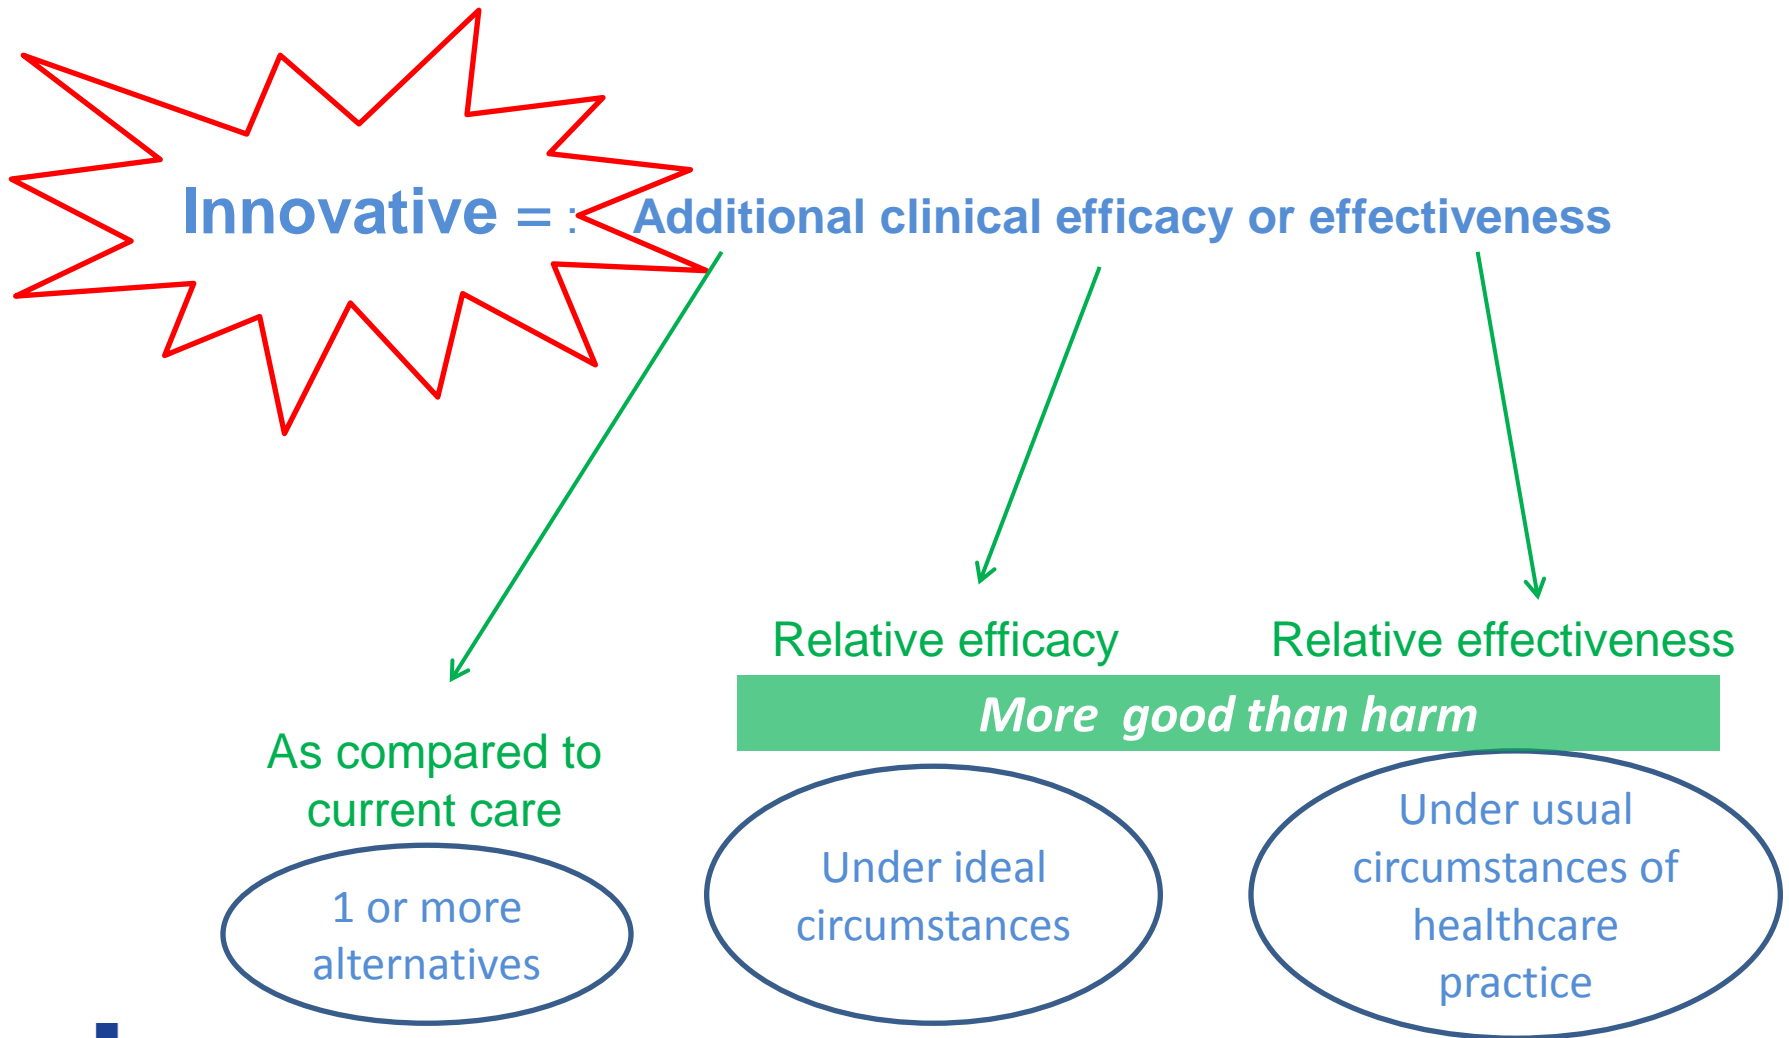 Innovative = : Additional clinical efficacy or effectiveness
Relative efficacy
Relative effectiveness
More good than harm
As compared to
current care
1 or more
alternatives
Under ideal
circumstances
Under usual
circumstances of
healthcare
practice